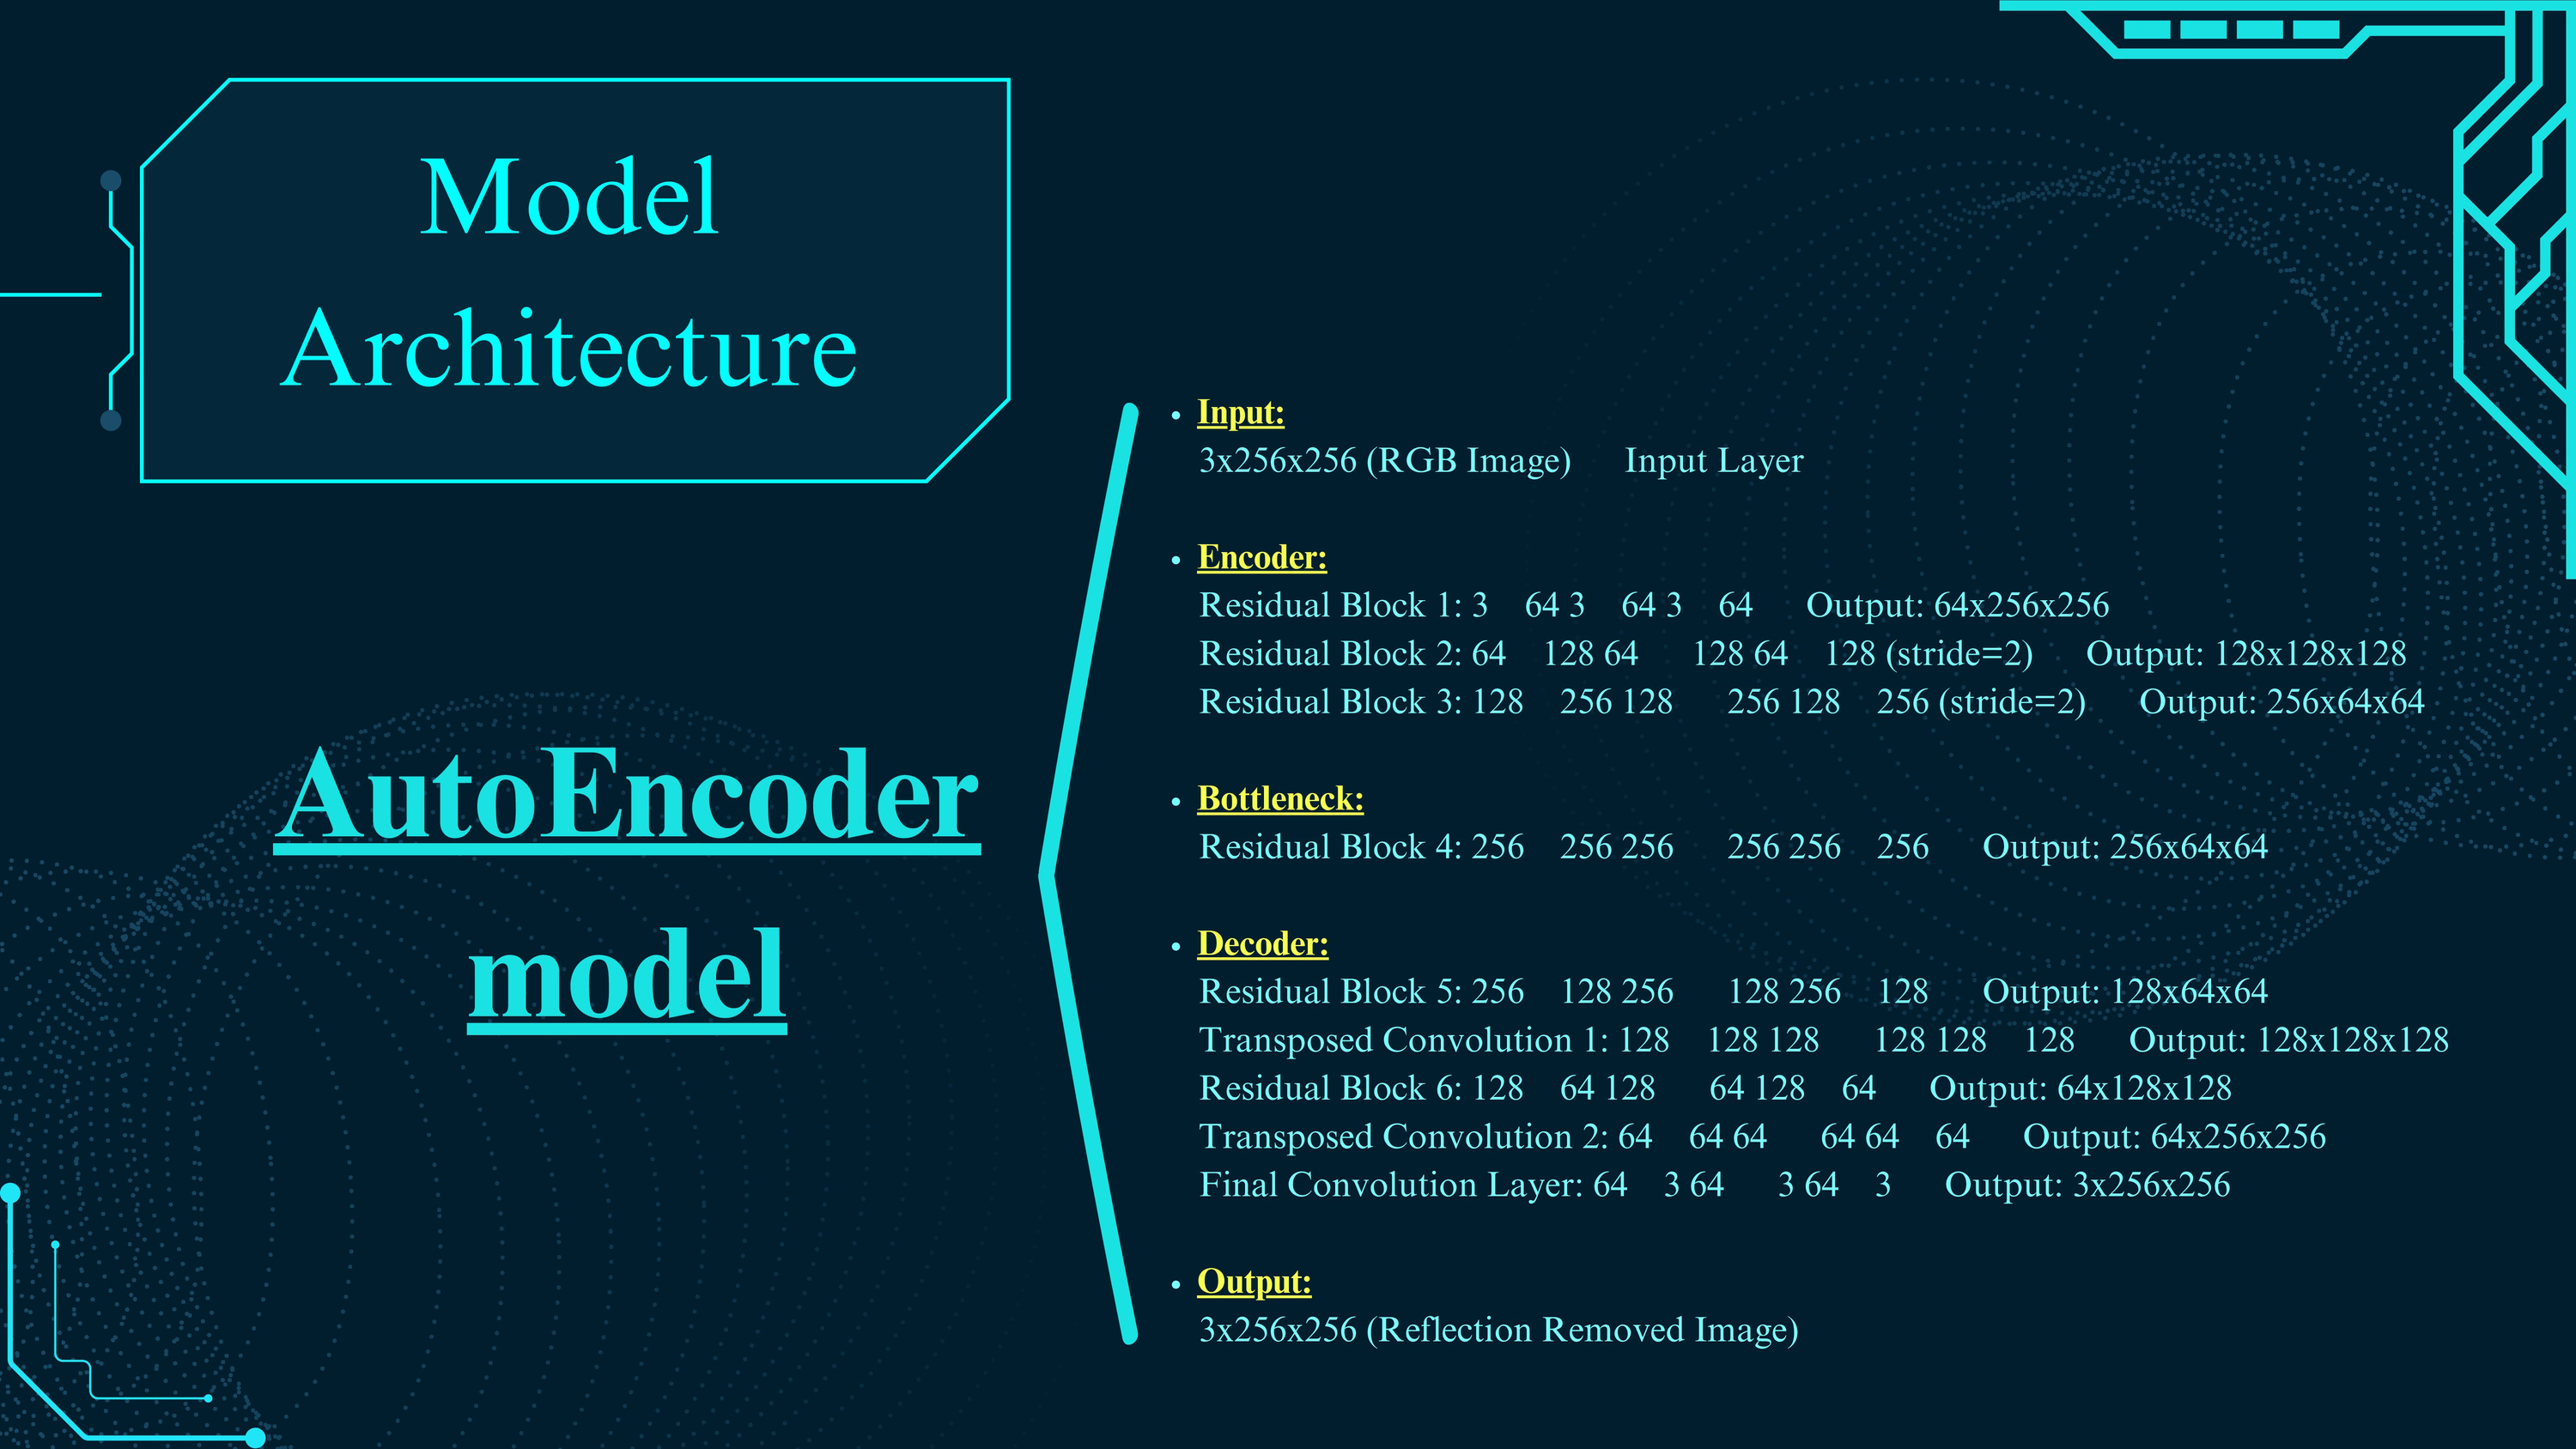 Model
Architecture
AutoEncoder
model
• Input:
3x256x256 (RGB Image) Input Layer
• Encoder:
Residual Block 1: 3 64 3 64 3 64 Output: 64x256x256
Residual Block 2: 64 128 64 128 64 128 (stride=2) Output: 128x128x128
Residual Block 3: 128 256 128 256 128 256 (stride=2) Output: 256x64x64
• Bottleneck:
Residual Block 4: 256 256 256 256 256 256 Output: 256x64x64
• Decoder:
Residual Block 5: 256 128 256 128 256 128 Output: 128x64x64
Transposed Convolution 1: 128 128 128 128 128 128 Output: 128x128x128
Residual Block 6: 128 64 128 64 128 64 Output: 64x128x128
Transposed Convolution 2: 64 64 64 64 64 64 Output: 64x256x256
Final Convolution Layer: 64 3 64 3 64 3 Output: 3x256x256
• Output:
3x256x256 (Reflection Removed Image)